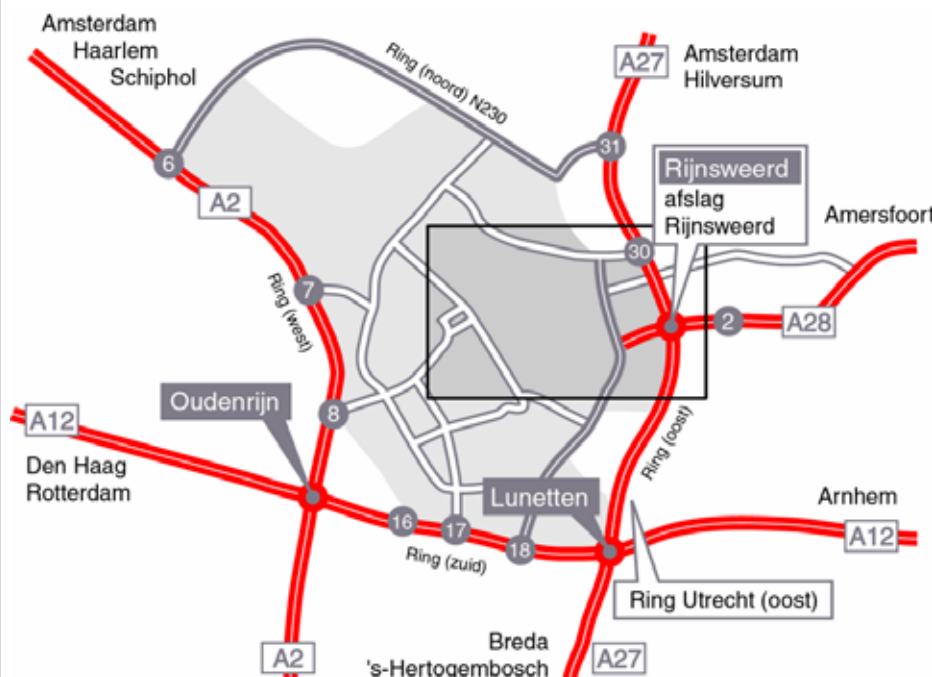 Amsterdam
Haarlem
Schiphol
Ring (noord) N230
A27
Amsterdam
Hilversum
31
6
Rijnsweerd
afslag
Rijnsweerd
A2
Amersfoort
30
7
Ring (west)
2
A28
Oudenrijn
8
A12
Ring (oost)
Den Haag
Rotterdam
Lunetten
Arnhem
16
17
18
A12
Ring (zuid)
Ring Utrecht (oost)
A2
Breda
's-Hertogembosch
A27